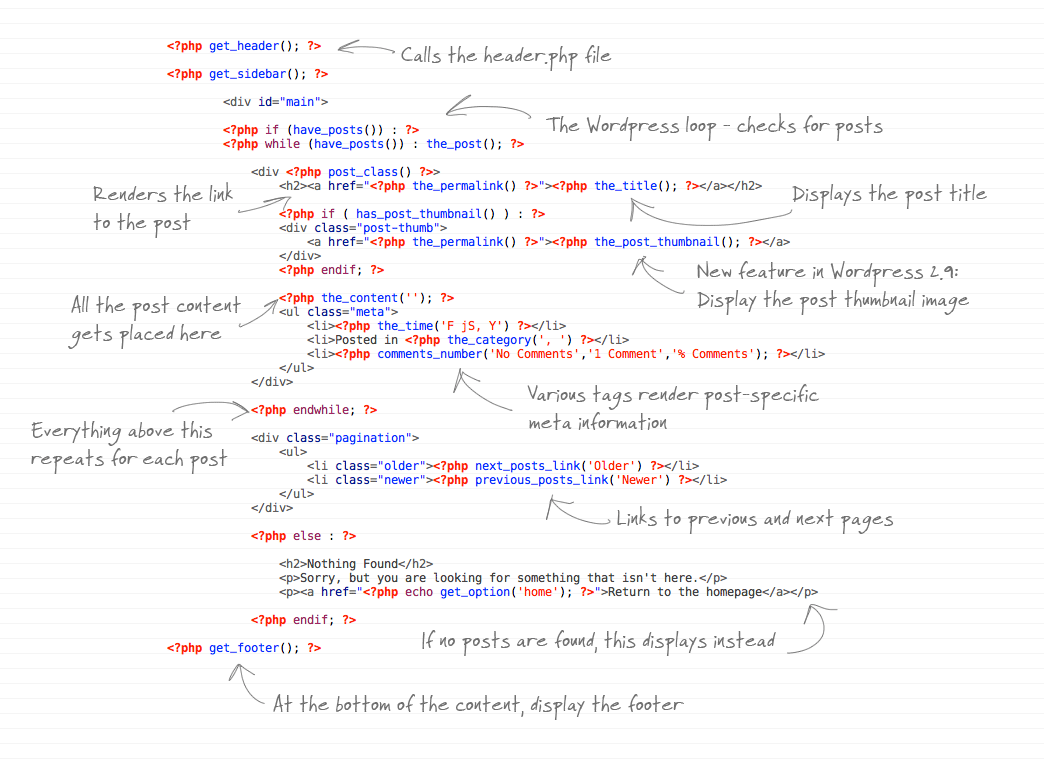 <?php get_header(); ?>
Calls the header.php file
<?php get_sidebar(); ?>
<div id="main">
<?php if (have_posts()) : ?>
<?php while (have_posts()) : the_post(); ?>
The Wordpress loop - checks for posts
<div <?php post_class() ?>>
<h2><a href="<?php the_permalink() ?>"><?php the_title(); ?></a></h2>
Renders the link
to the post
Displays the post title
<?php if ( has_post_thumbnail() ) : ?>
<div class="post-thumb">
<a href="<?php the_permalink() ?>"><?php the_post_thumbnail(); ?></a>
</div>
<?php endif; ?>
New feature in Wordpress 2.9:
Display the post thumbnail image
<?php the_content(''); ?>
All the post content
gets placed here
<ul class="meta">
<li><?php the_time('F jS, Y') ?></li>
<li>Posted in <?php the_category(', ') ?></li>
<li><?php comments_number('No Comments','1 Comment','% Comments'); ?></li>
</ul>
</div>
Various tags render post-specific
meta information
<?php endwhile; ?>
Everything above this
repeats for each post
<div class="pagination">
<ul>
<li class="older"><?php next_posts_link('Older') ?></li>
<li class="newer"><?php previous_posts_link('Newer') ?></li>
</ul>
</div>
Links to previous and next pages
<?php else : ?>
<h2>Nothing Found</h2>
<p>Sorry, but you are looking for something that isn't here.</p>
<p><a href="<?php echo get_option('home'); ?>">Return to the homepage</a></p>
<?php endif; ?>
If no posts are found, this displays instead
<?php get_footer(); ?>
At the bottom of the content, display the footer